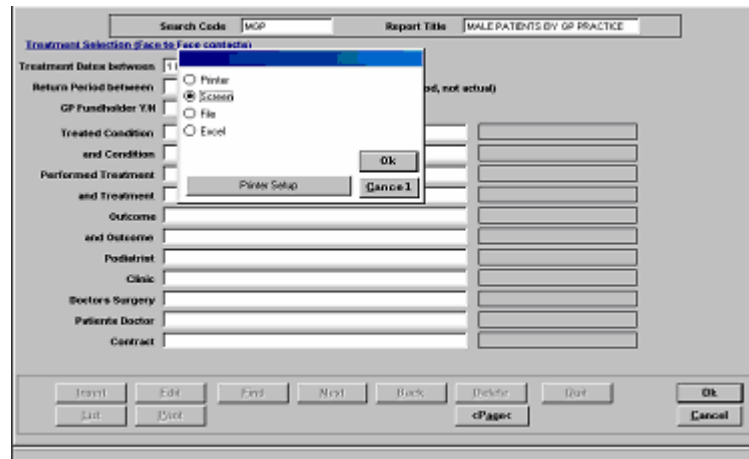 Search Code MGP Report Title MALE PATIENTS BY GP PRACTICE
Treatment Selection (Face to Face contacts)
Treatment Dates between
Return Period between od, not actual)
GP Fundholder Y/N
Printer
Screen
File
Excel
Ok
Printer Setup
Cancel
Treated Condition
and Condition
Performed Treatment
and Treatment
Outcome
and Outcome
Podiatrist
Clinic
Doctors Surgery
Patients Doctor
Contract
Insert Edit Find Next Back Delete Quit Ok
List Print <Page< Cancel